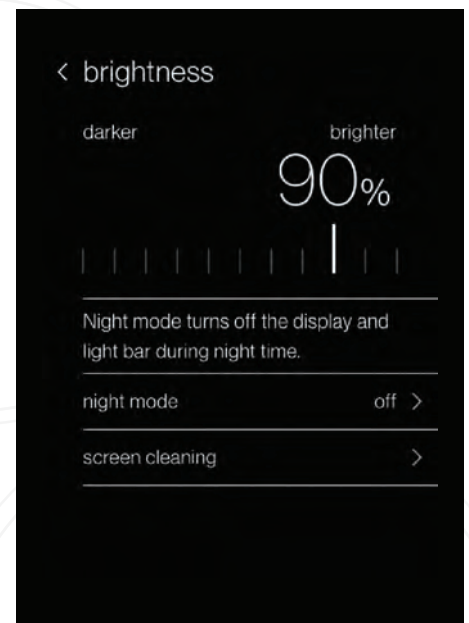 < brightness
darker brighter
90%
Night mode turns off the display and
light bar during night time.
night mode off >
screen cleaning >